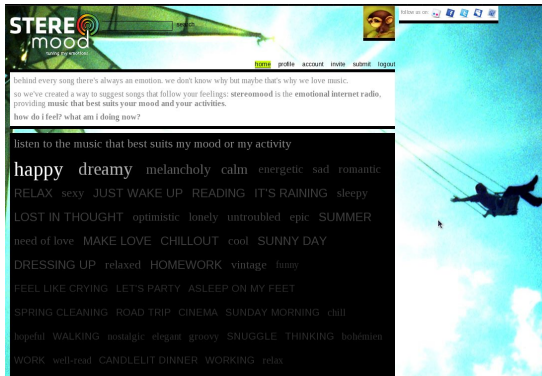 STEREO
mood
tuning my emotions
search
follow us on:
home profile account invite submit logout
behind every song there's always an emotion. we don't know why but maybe that's why we love music.
so we've created a way to suggest songs that follow your feelings: stereomood is the emotional internet radio,
providing music that best suits your mood and your activities.
how do i feel? what am i doing now?
listen to the music that best suits my mood or my activity
happy dreamy melancholy calm energetic sad romantic
RELAX sexy JUST WAKE UP READING IT'S RAINING sleepy
LOST IN THOUGHT optimistic lonely untroubled epic SUMMER
need of love MAKE LOVE CHILLOUT cool SUNNY DAY
DRESSING UP relaxed HOMEWORK vintage funny
FEEL LIKE CRYING LET'S PARTY ASLEEP ON MY FEET
SPRING CLEANING ROAD TRIP CINEMA SUNDAY MORNING chill
hopeful WALKING nostalgic elegant groovy SNUGGLE THINKING bohémien
WORK well-read CANDLELIT DINNER WORKING relax